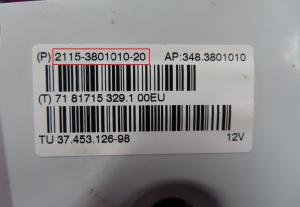 (P) 2115-3801010-20 AP:348.3801010
(T) 71 81715 329.1 00EU
TU 37.453.126-98 12V